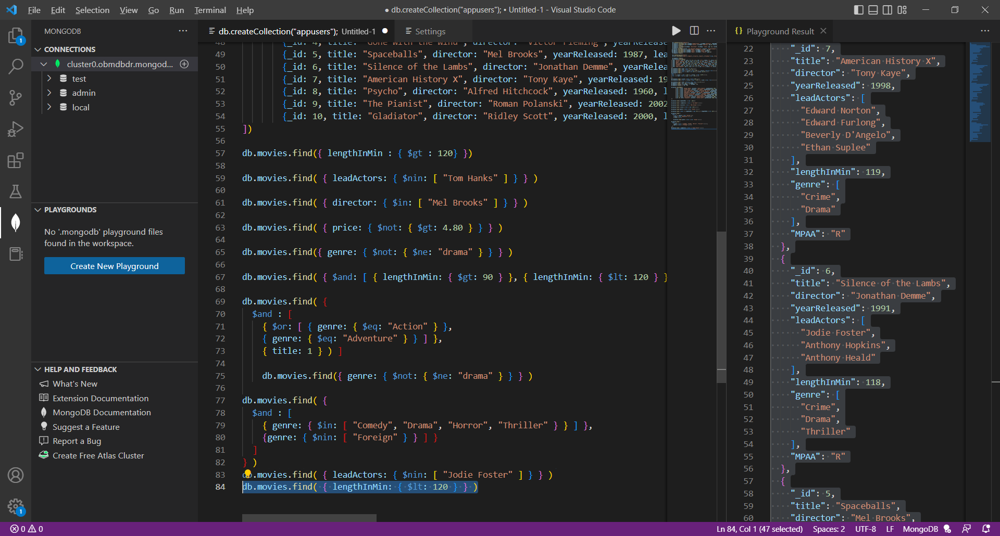 File Edit Selection View Go Run Terminal Help
● db.createCollection("appusers"); • Untitled-1 - Visual Studio Code
MONGODB
CONNECTIONS
cluster0.obmdbdr.mongod...
test
admin
local
PLAYGROUNDS
No '.mongodb' playground files
found in the workspace.
Create New Playground
HELP AND FEEDBACK
What's New
Extension Documentation
MongoDB Documentation
Suggest a Feature
Report a Bug
Create Free Atlas Cluster
1
1
db.createCollection("appusers"); Untitled-1 ●
Settings
48 {_id: 4, title: "Gone With the Wind", director: "Victor Fleming", yearRelease
49 {_id: 5, title: "Spaceballs", director: "Mel Brooks", yearReleased: 1987, lea
50 {_id: 6, title: "Silence of the Lambs", director: "Jonathan Demme", yearRelea
51 {_id: 7, title: "American History X", director: "Tony Kaye", yearReleased: 19
52 {_id: 8, title: "Psycho", director: "Alfred Hitchcock", yearReleased: 1960, l
53 {_id: 9, title: "The Pianist", director: "Roman Polanski", yearReleased: 2002
54 {_id: 10, title: "Gladiator", director: "Ridley Scott", yearReleased: 2000, l
55 ])
56
57 db.movies.find({ lengthInMin : { $gt : 120} })
58
59 db.movies.find( { leadActors: { $nin: [ "Tom Hanks" ] } } )
60
61 db.movies.find( { director: { $in: [ "Mel Brooks" ] } } )
62
63 db.movies.find( { price: { $not: { $gt: 4.80 } } } )
64
65 db.movies.find({ genre: { $not: { $ne: "drama" } } } )
66
67 db.movies.find( { $and: [ { lengthInMin: { $gt: 90 } }, { lengthInMin: { $lt: 120 } }
68
69 db.movies.find( {
70 $and : [
71 { $or: [ { genre: { $eq: "Action" } },
72 { genre: { $eq: "Adventure" } } ] },
73 { title: 1 } ) ]
74
75 db.movies.find({ genre: { $not: { $ne: "drama" } } } )
76
77 db.movies.find( {
78 $and : [
79 { genre: { $in: [ "Comedy", "Drama", "Horror", "Thriller" } } ] },
80 {genre: { $nin: [ "Foreign" } } ] }
81 ]
82 } )
83 db.movies.find( { leadActors: { $nin: [ "Jodie Foster" ] } } )
84 db.movies.find( { lengthInMin: { $lt: 120 } } )
Playground Result
22 "_id": 7,
23 "title": "American History X",
24 "director": "Tony Kaye",
25 "yearReleased": 1998,
26 "leadActors": [
27 "Edward Norton",
28 "Edward Furlong",
29 "Beverly D'Angelo",
30 "Ethan Suplee"
31 ],
32 "lengthInMin": 119,
33 "genre": [
34 "Crime",
35 "Drama"
36 ],
37 "MPAA": "R"
38 },
39 {
40 "_id": 6,
41 "title": "Silence of the Lambs",
42 "director": "Jonathan Demme",
43 "yearReleased": 1991,
44 "leadActors": [
45 "Jodie Foster",
46 "Anthony Hopkins",
47 "Anthony Heald"
48 ],
49 "lengthInMin": 118,
50 "genre": [
51 "Crime",
52 "Drama",
53 "Thriller"
54 ],
55 "MPAA": "R"
56 },
57 {
58 "_id": 5,
59 "title": "Spaceballs",
60 "director": "Mel Brooks",
0 0
Ln 84, Col 1 (47 selected) Spaces: 2 UTF-8 LF MongoDB